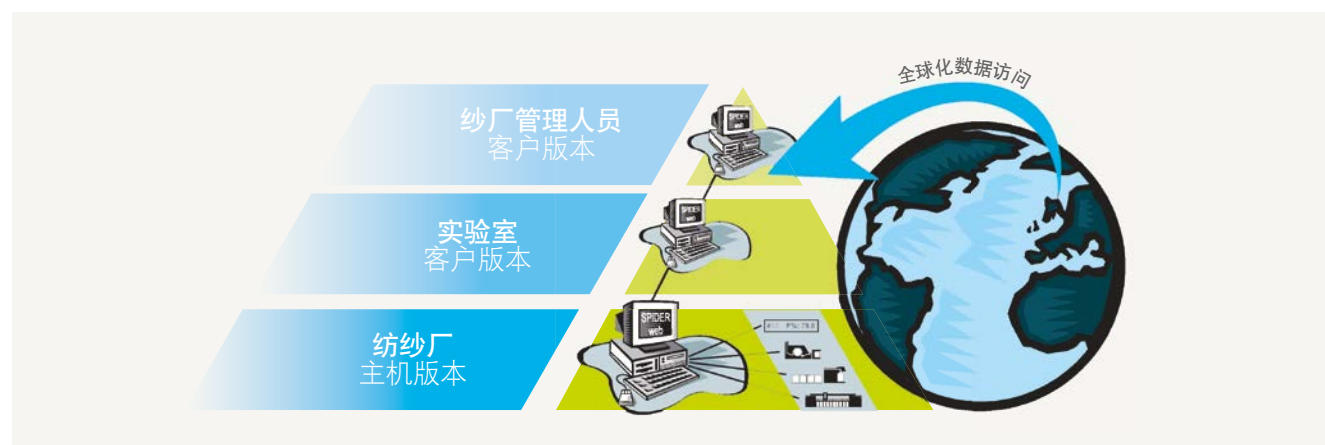 全球化数据访问
纱厂管理人员
客户版本
SPIDER
web
实验室
客户版本
SPIDER
web
纺纱厂
主机版本
SPIDER
web